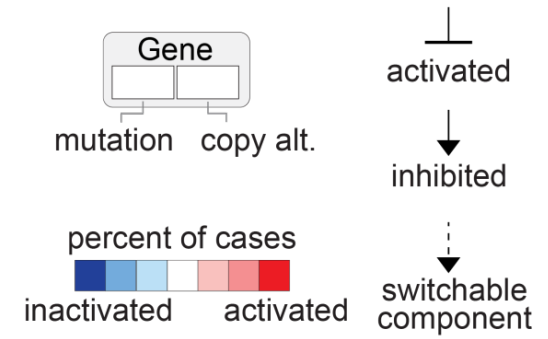 Gene
mutation copy alt.
percent of cases
inactivated activated
activated
inhibited
switchable
component